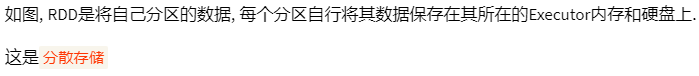 如图, RDD是将自己分区的数据, 每个分区自行将其数据保存在其所在的Executor内存和硬盘上.
这是 分散存储